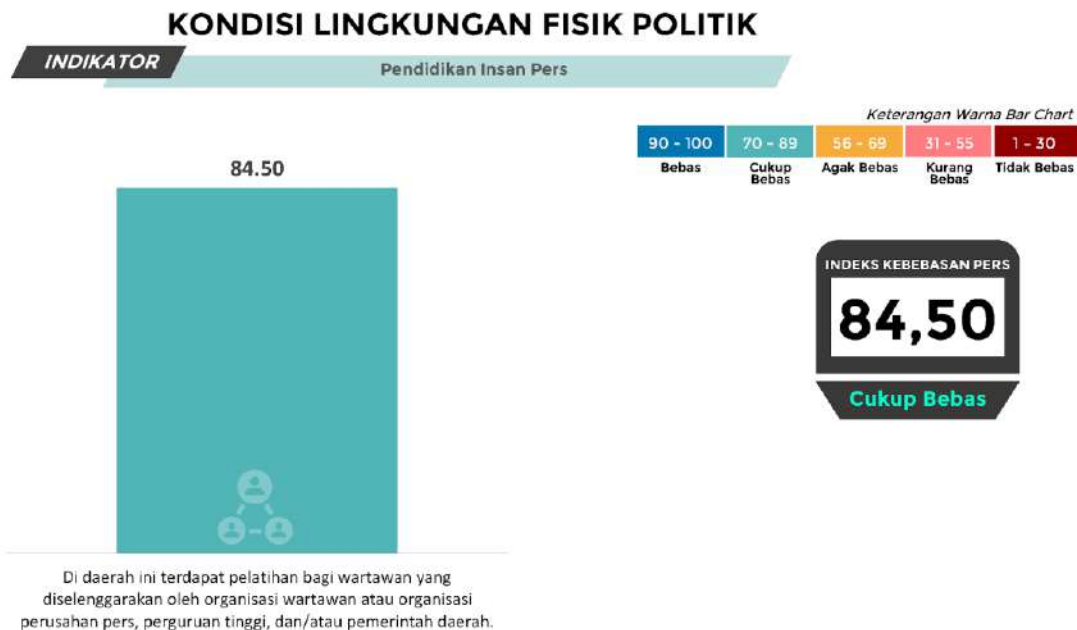 KONDISI LINGKUNGAN FISIK POLITIK
INDIKATOR
Pendidikan Insan Pers
Keterangan Warna Bar Chart
90 - 100 70 - 89 56 - 69 31 - 55 1 - 30
Bebas Cukup Bebas Agak Bebas Kurang Bebas Tidak Bebas
84.50
INDEKS KEBEBASAN PERS
84,50
Cukup Bebas
Di daerah ini terdapat pelatihan bagi wartawan yang
diselenggarakan oleh organisasi wartawan atau organisasi
perusahan pers, perguruan tinggi, dan/atau pemerintah daerah.